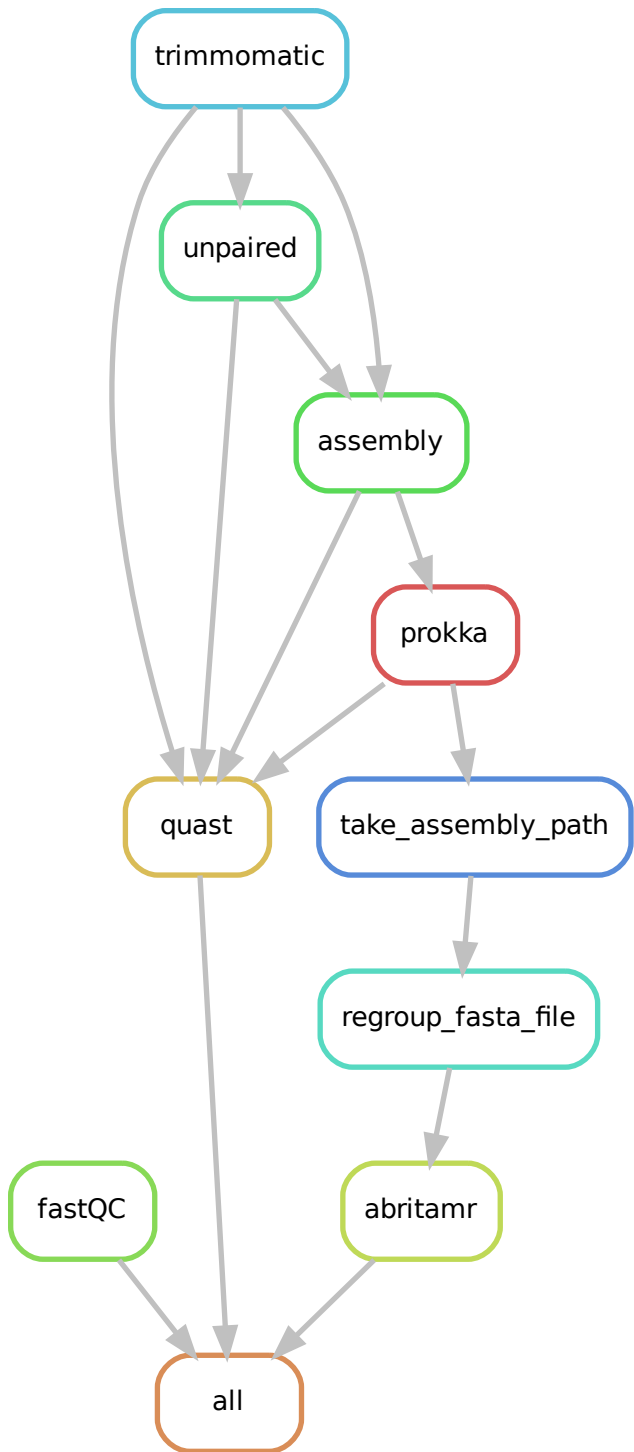 trimmomatic
unpaired
assembly
prokka
quast
take_assembly_path
regroup_fasta_file
fastQC
abritamr
all